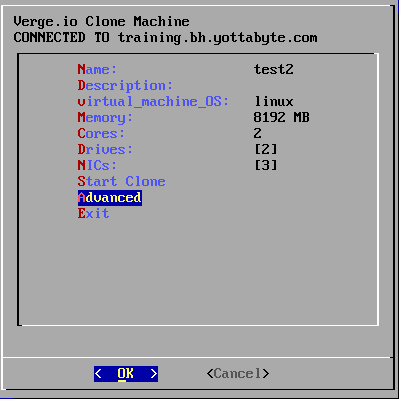 Verge.io Clone Machine
CONNECTED TO training.bh.yottabyte.com
Name: test2
Description:
virtual_machine_OS: linux
Memory: 8192 MB
Cores: 2
Drives: [2]
NICs: [3]
Start Clone
Advanced
Exit
< OK > <Cancel>